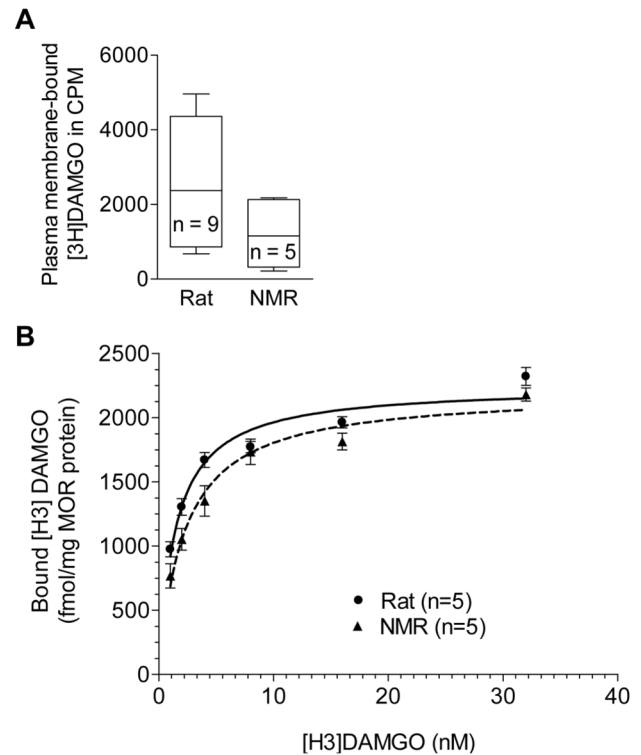 A
Plasma membrane-bound
[3H]DAMGO in CPM
6000
4000
2000
0
n = 9
n = 5
Rat
NMR
B
Bound [H3] DAMGO
(fmol/mg MOR protein)
2500
2000
1500
1000
500
0
Rat (n=5)
NMR (n=5)
0
10
20
30
40
[H3]DAMGO (nM)